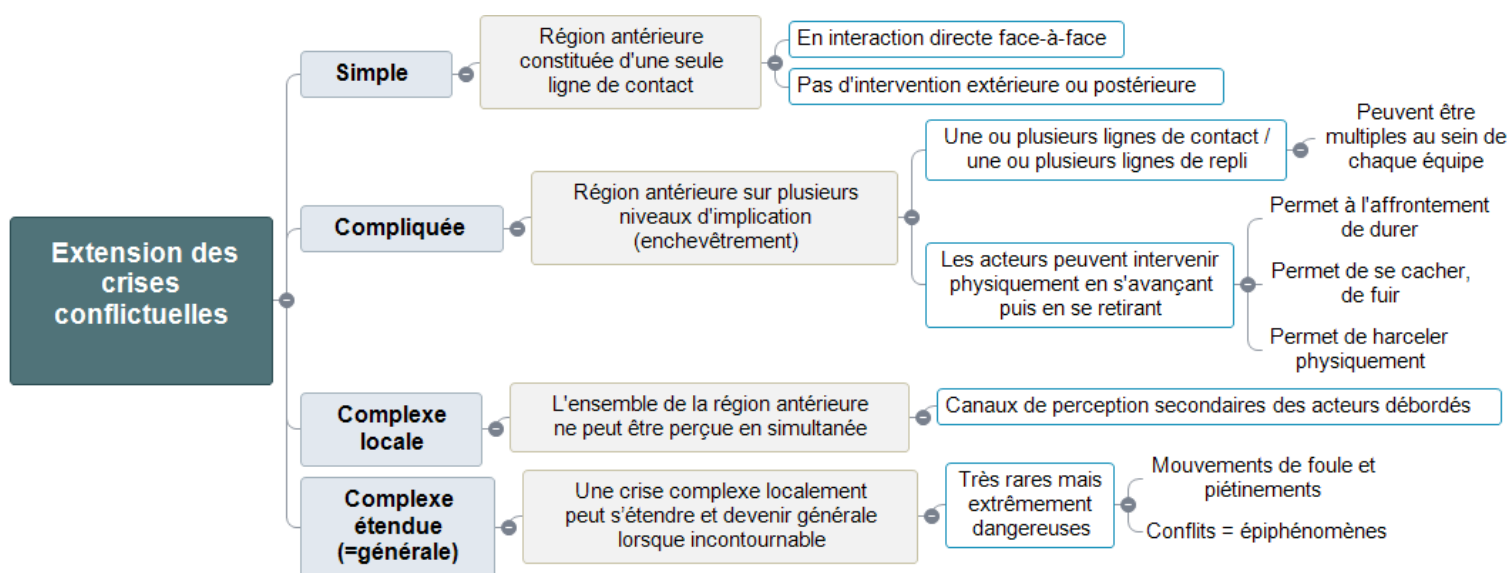 Extension des
crises
conflictuelles
Simple
Région antérieure
constituée d'une seule
ligne de contact
En interaction directe face-à-face
Pas d'intervention extérieure ou postérieure
Compliquée
Région antérieure sur plusieurs
niveaux d'implication
(enchevêtrement)
Une ou plusieurs lignes de contact /
une ou plusieurs lignes de repli
Peuvent être
multiples au sein de
chaque équipe
Les acteurs peuvent intervenir
physiquement en s'avançant
puis en se retirant
Permet à l'affrontement
de durer
Permet de se cacher,
de fuir
Permet de harceler
physiquement
Complexe
locale
L'ensemble de la région antérieure
ne peut être perçue en simultanée
Canaux de perception secondaires des acteurs débordés
Complexe
étendue
(=générale)
Une crise complexe localement
peut s’étendre et devenir générale
lorsque incontournable
Très rares mais
extrêmement
dangereuses
Mouvements de foule et
piétinements
Conflits = épiphénomènes